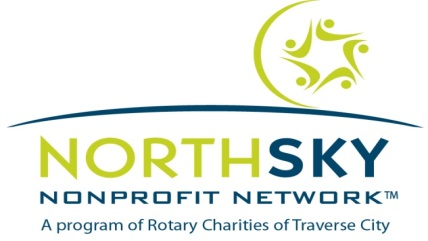 NORTHSKY
NONPROFIT NETWORK™
A program of Rotary Charities of Traverse City